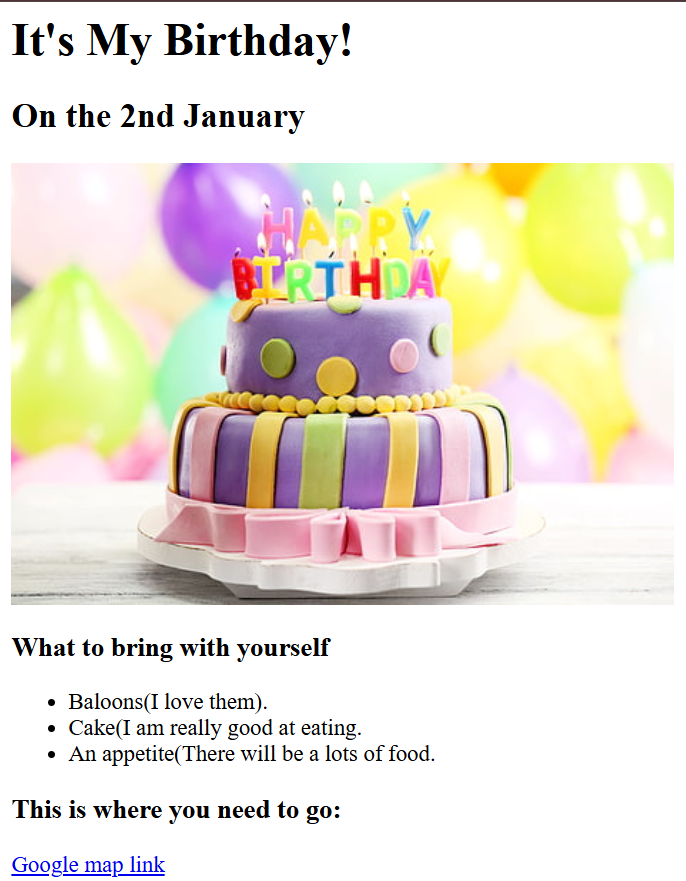 It's My Birthday!
On the 2nd January
HAPPY
BIRTHDAY
What to bring with yourself
Baloons(I love them).
Cake(I am really good at eating.
An appetite(There will be a lots of food.
This is where you need to go:
Google map link